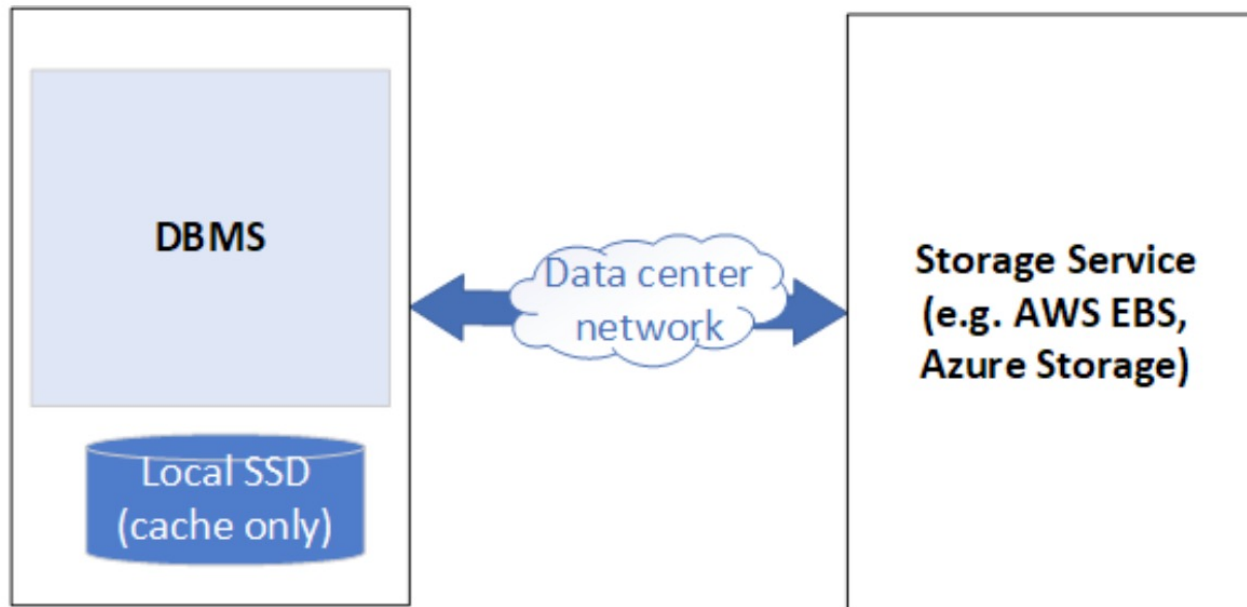 DBMS
Local SSD
(cache only)
Data center
network
Storage Service
(e.g. AWS EBS,
Azure Storage)